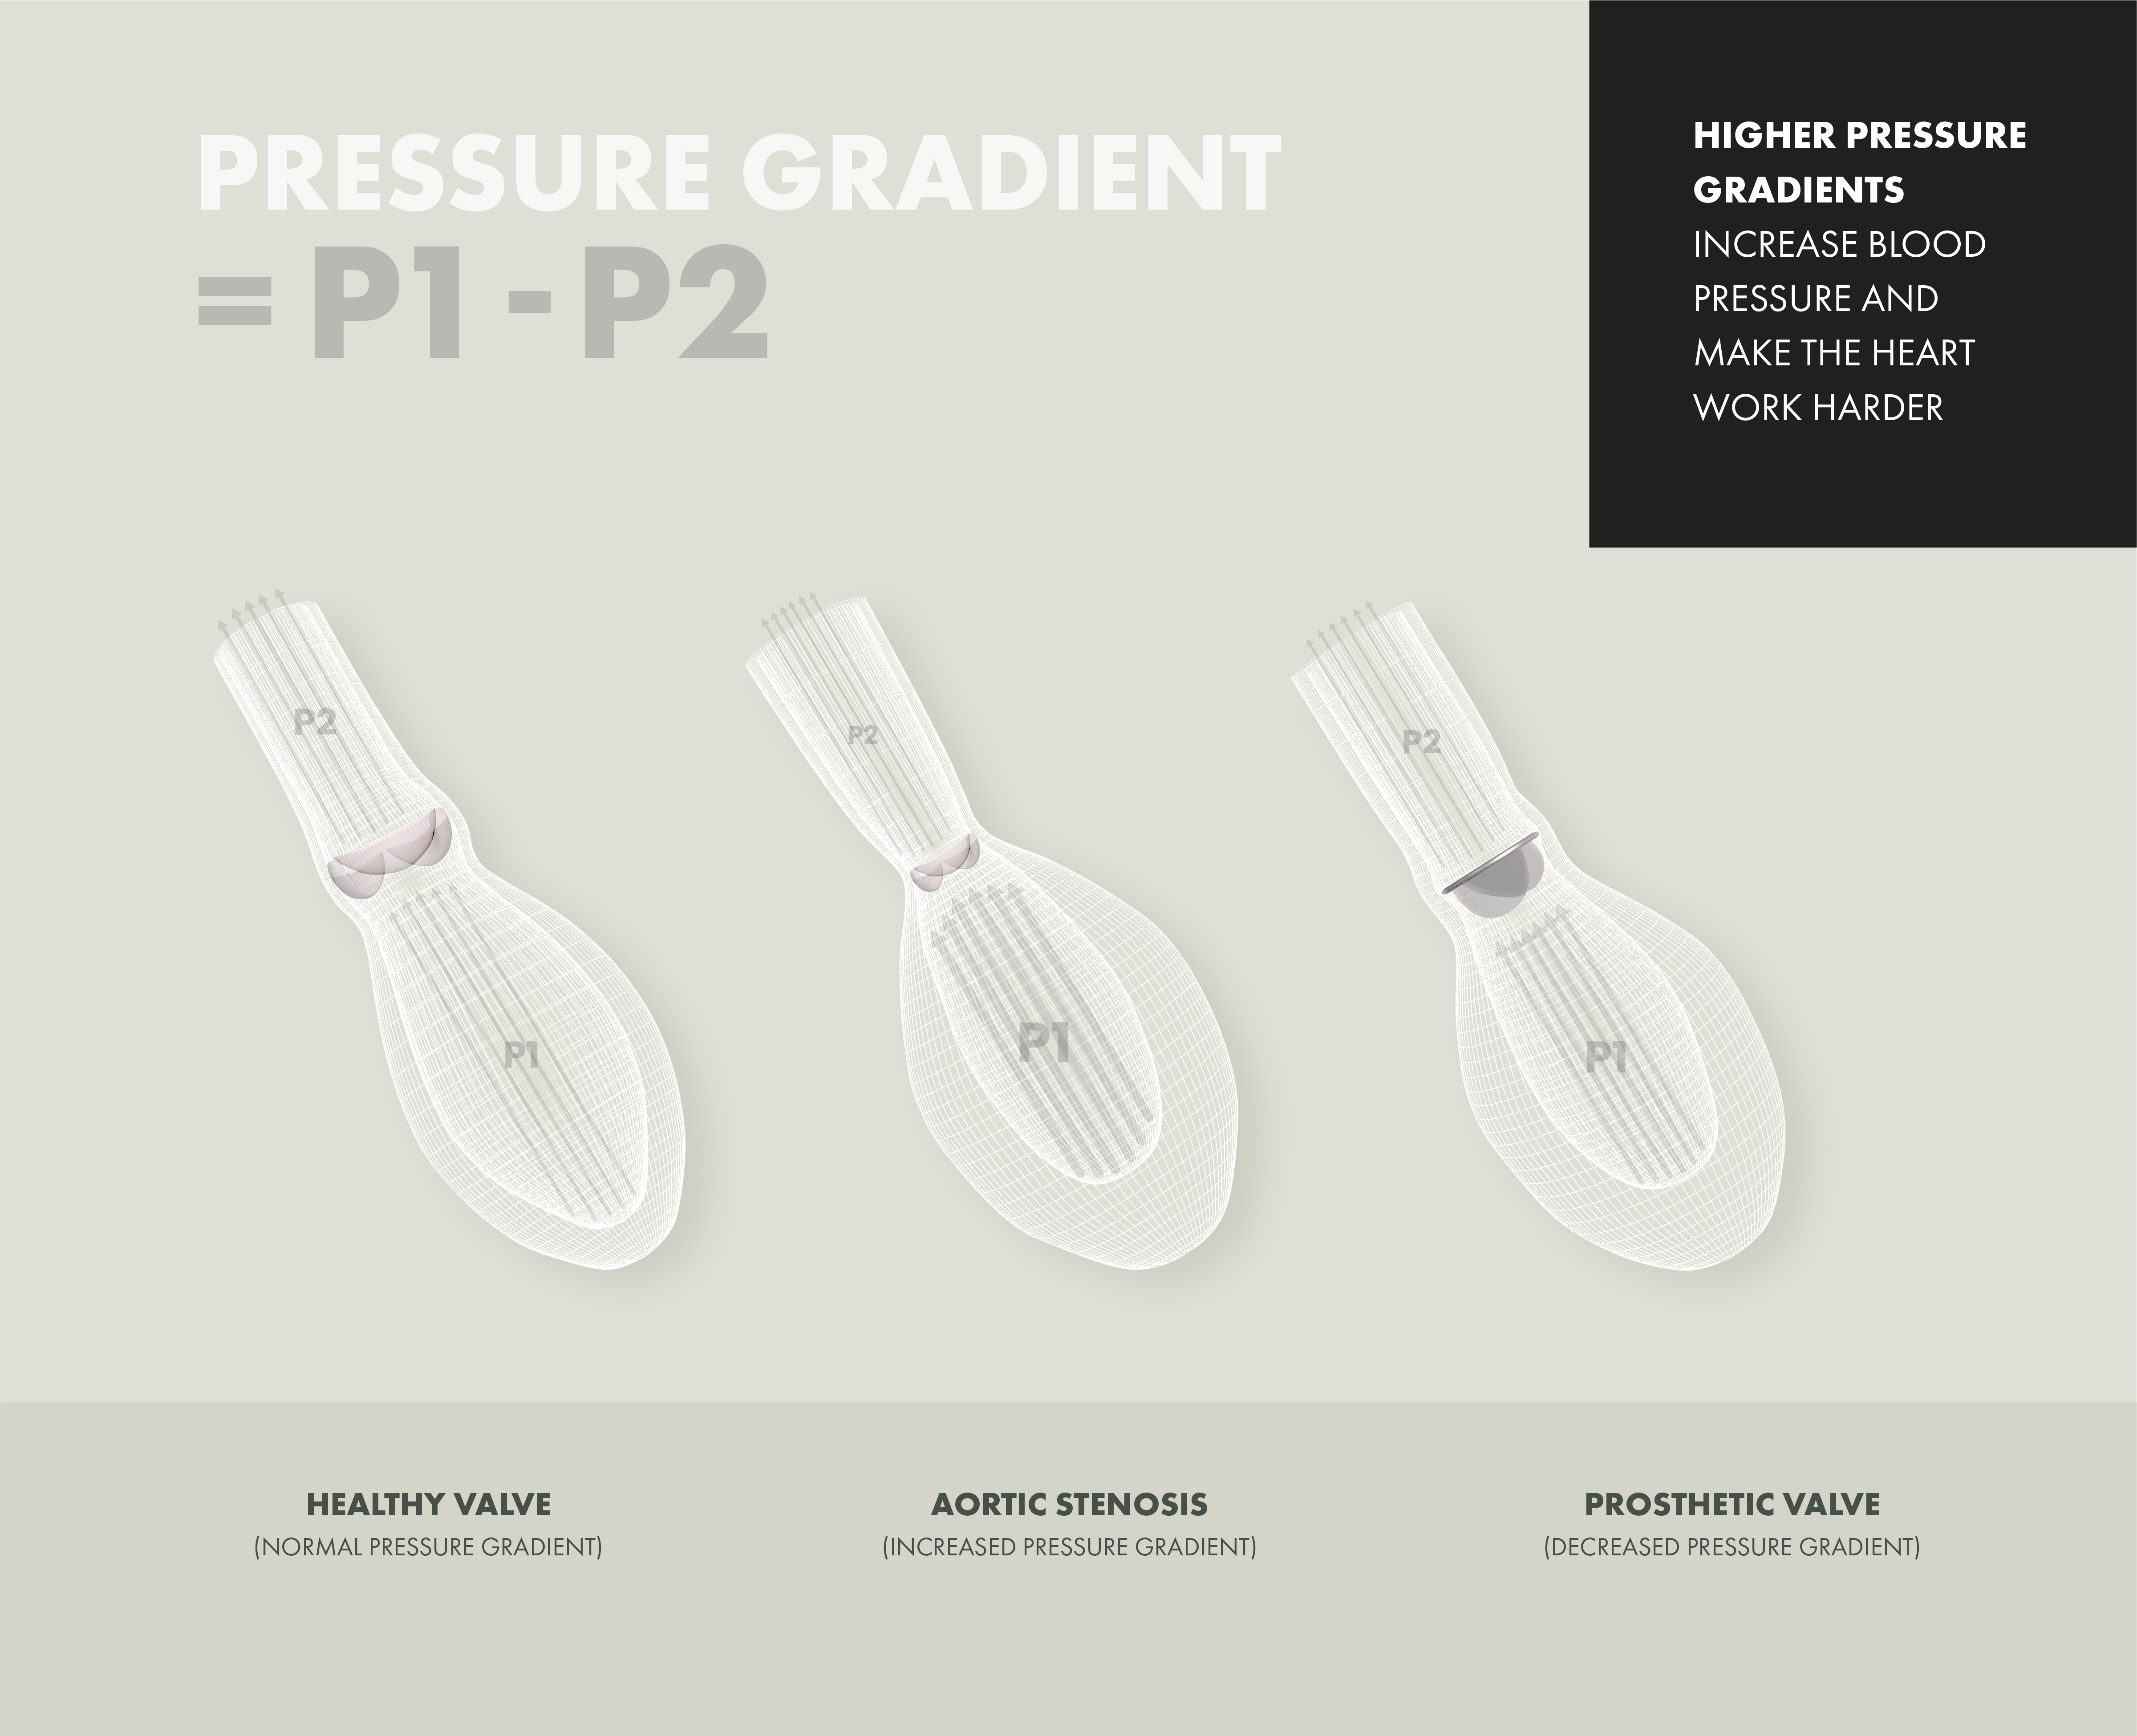 PRESSURE GRADIENT
= P1 - P2
HIGHER PRESSURE
GRADIENTS
INCREASE BLOOD
PRESSURE AND
MAKE THE HEART
WORK HARDER
P2
P1
P2
P1
P2
P1
HEALTHY VALVE
(NORMAL PRESSURE GRADIENT)
AORTIC STENOSIS
(INCREASED PRESSURE GRADIENT)
PROSTHETIC VALVE
(DECREASED PRESSURE GRADIENT)